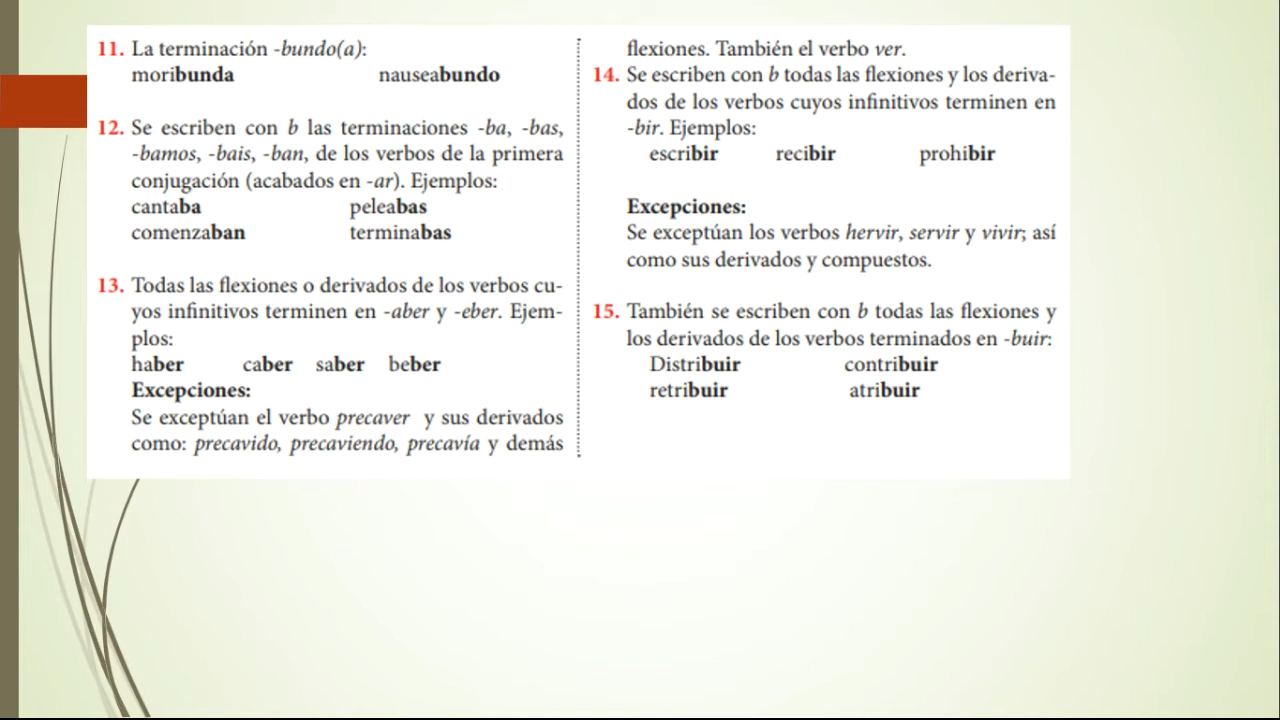 11. La terminación -bundo(a):
moribunda nauseabundo
12. Se escriben con b las terminaciones -ba, -bas,
-bamos, -bais, -ban, de los verbos de la primera
conjugación (acabados en -ar). Ejemplos:
cantaba peleabas
comenzaban terminabas
13. Todas las flexiones o derivados de los verbos cu-
yos infinitivos terminen en -aber y -eber. Ejem-
plos:
haber caber saber beber
Excepciones:
Se exceptúan el verbo precaver y sus derivados
como: precavido, precaviendo, precavía y demás
flexiones. También el verbo ver.
14. Se escriben con b todas las flexiones y los deriva-
dos de los verbos cuyos infinitivos terminen en
-bir. Ejemplos:
escribir recibir prohibir
Excepciones:
Se exceptúan los verbos hervir, servir y vivir; así
como sus derivados y compuestos.
15. También se escriben con b todas las flexiones y
los derivados de los verbos terminados en -buir:
Distribuir contribuir
retribuir atribuir